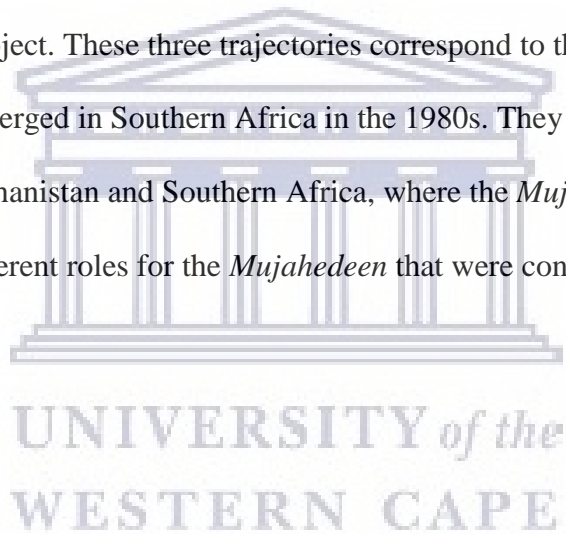 ject. These three trajectories correspond to th
erged in Southern Africa in the 1980s. They
hanistan and Southern Africa, where the Muj
erent roles for the Mujahedeen that were con
UNIVERSITY of the
WESTERN CAPE